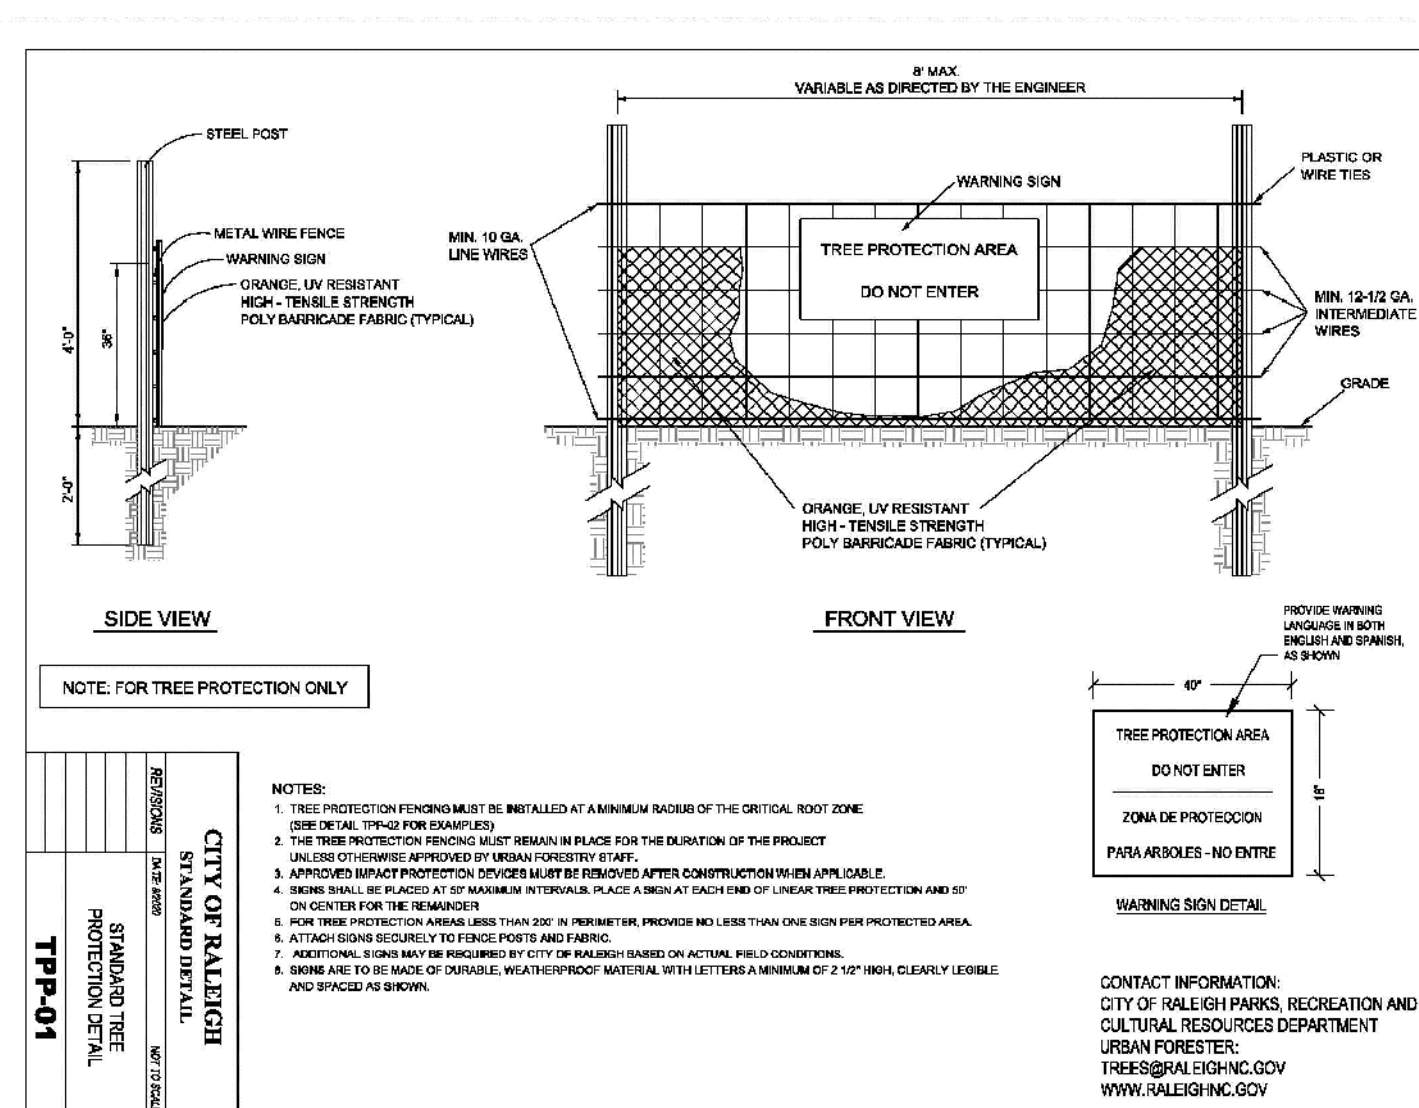 8' MAX.
VARIABLE AS DIRECTED BY THE ENGINEER
STEEL POST
METAL WIRE FENCE
WARNING SIGN
ORANGE, UV RESISTANT
HIGH - TENSILE STRENGTH
POLY BARRICADE FABRIC (TYPICAL)
4'-0"
36"
2'-0"
SIDE VIEW
MIN. 10 GA.
LINE WIRES
WARNING SIGN
TREE PROTECTION AREA
DO NOT ENTER
PLASTIC OR
WIRE TIES
MIN. 12-1/2 GA.
INTERMEDIATE
WIRES
GRADE
ORANGE, UV RESISTANT
HIGH - TENSILE STRENGTH
POLY BARRICADE FABRIC (TYPICAL)
FRONT VIEW
NOTE: FOR TREE PROTECTION ONLY
PROVIDE WARNING
LANGUAGE IN BOTH
ENGLISH AND SPANISH,
AS SHOWN
40"
TREE PROTECTION AREA
DO NOT ENTER
ZONA DE PROTECCION
PARA ARBOLES - NO ENTRE
18"
WARNING SIGN DETAIL
NOTES:
1. TREE PROTECTION FENCING MUST BE INSTALLED AT A MINIMUM RADIUS OF THE CRITICAL ROOT ZONE
(SEE DETAIL TPP-02 FOR EXAMPLES)
2. THE TREE PROTECTION FENCING MUST REMAIN IN PLACE FOR THE DURATION OF THE PROJECT
UNLESS OTHERWISE APPROVED BY URBAN FORESTRY STAFF.
3. APPROVED IMPACT PROTECTION DEVICES MUST BE REMOVED AFTER CONSTRUCTION WHEN APPLICABLE.
4. SIGNS SHALL BE PLACED AT 50' MAXIMUM INTERVALS. PLACE A SIGN AT EACH END OF LINEAR TREE PROTECTION AND 50'
ON CENTER FOR THE REMAINDER
5. FOR TREE PROTECTION AREAS LESS THAN 200' IN PERIMETER, PROVIDE NO LESS THAN ONE SIGN PER PROTECTED AREA.
6. ATTACH SIGNS SECURELY TO FENCE POSTS AND FABRIC.
7. ADDITIONAL SIGNS MAY BE REQUIRED BY CITY OF RALEIGH BASED ON ACTUAL FIELD CONDITIONS.
8. SIGNS ARE TO BE MADE OF DURABLE, WEATHERPROOF MATERIAL WITH LETTERS A MINIMUM OF 2 1/2" HIGH, CLEARLY LEGIBLE
AND SPACED AS SHOWN.
CITY OF RALEIGH
STANDARD DETAIL
REVISIONS
DATE: 8/2020
NOT TO SCALE
STANDARD TREE
PROTECTION DETAIL
TPP-01
CONTACT INFORMATION:
CITY OF RALEIGH PARKS, RECREATION AND
CULTURAL RESOURCES DEPARTMENT
URBAN FORESTER:
TREES@RALEIGHNC.GOV
WWW.RALEIGHNC.GOV